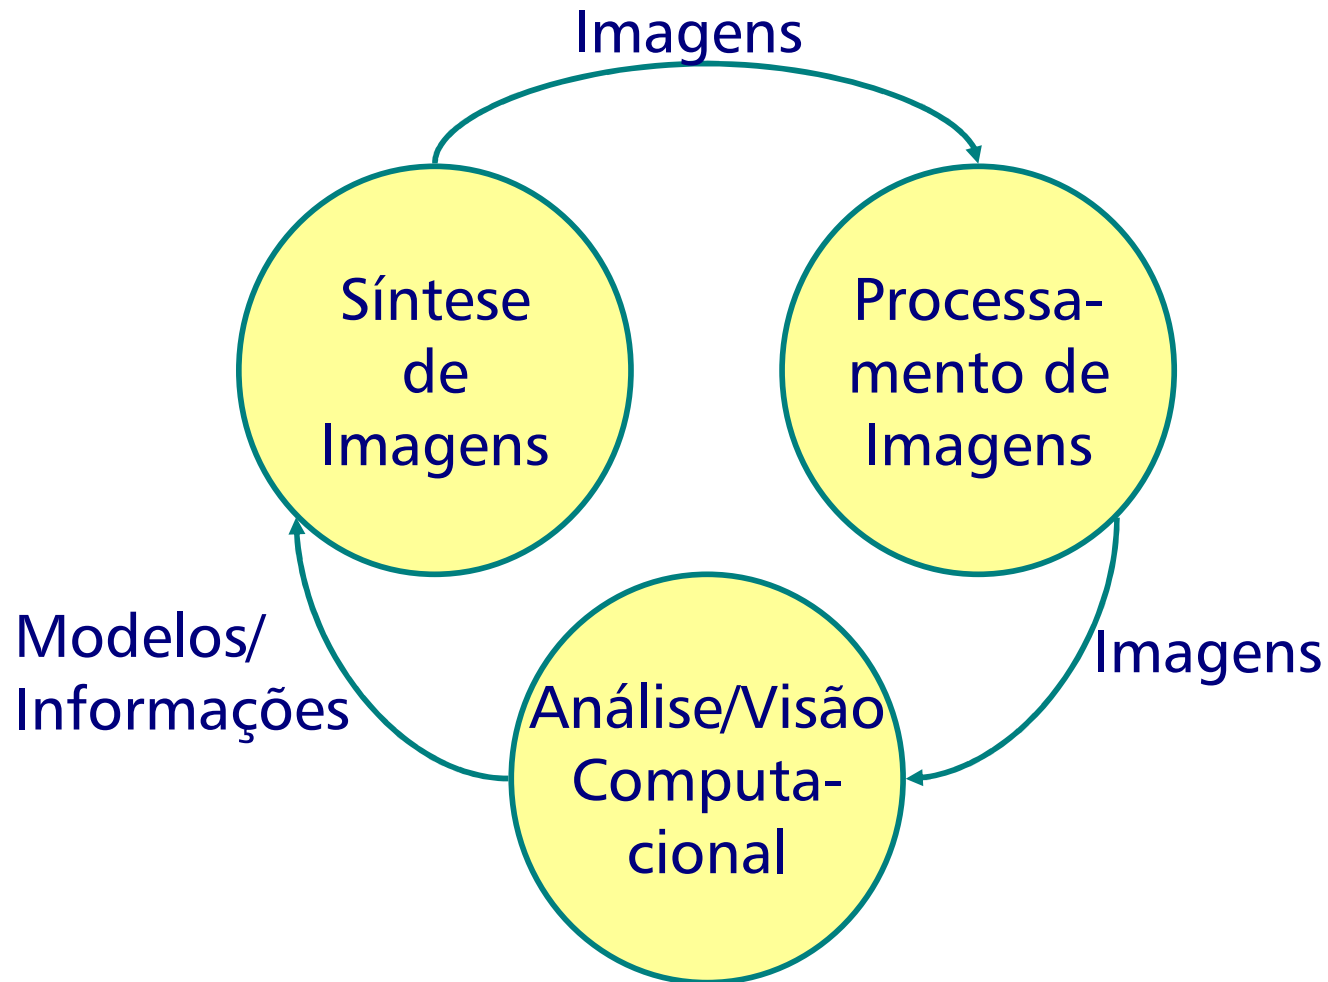 Imagens
Síntese
de
Imagens
Processa-
mento de
Imagens
Modelos/
Informações
Imagens
Análise/Visão
Computa-
cional